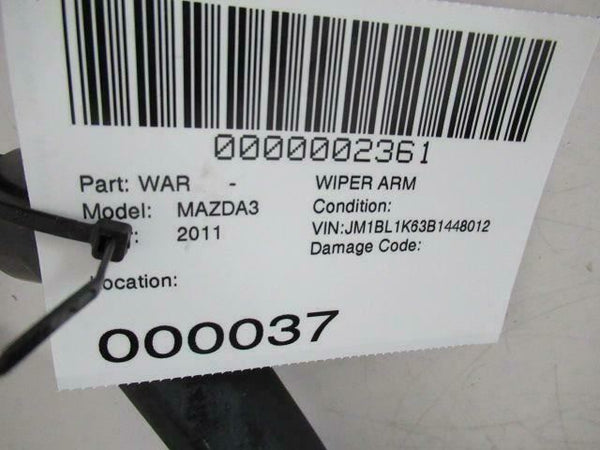 0000002361
Part: WAR - WIPER ARM
Model: MAZDA3 Condition:
: 2011 VIN:JM1BL1K63B1448012
Damage Code:
ocation:
000037